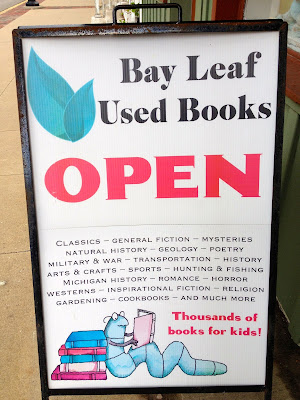 Bay Leaf
Used Books
OPEN
Classics – general fiction – mysteries
natural history – geology – poetry
military & war – transportation – history
arts & crafts – sports – hunting & fishing
Michigan history – romance – horror
westerns – inspirational fiction – religion
gardening – cookbooks – and much more
Thousands of
books for kids!